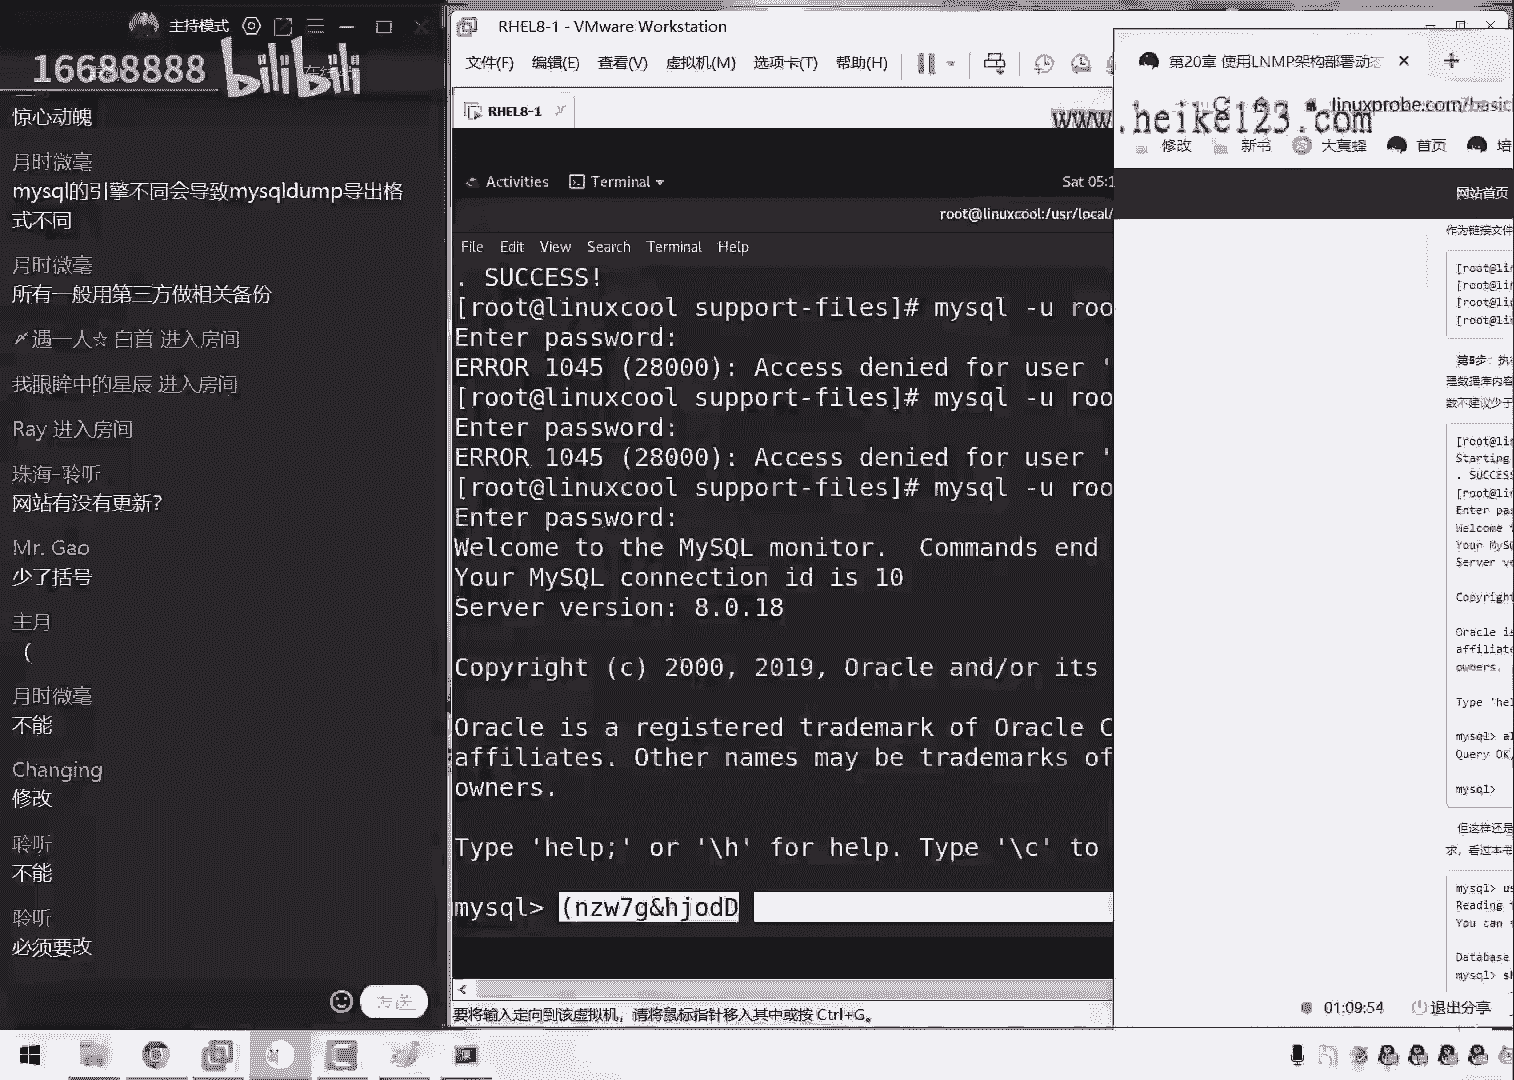 主持模式
16688888
bilibili
惊心动魄
月时微毫
mysql的引擎不同会导致mysqldump导出格
式不同
月时微毫
所有一般用第三方做相关备份
遇一人☆ 白首 进入房间
我眼眸中的星辰 进入房间
Ray 进入房间
珠海-聆听
网站有没有更新?
Mr. Gao
少了括号
主月
(
月时微毫
不能
Changing
修改
聆听
不能
聆听
必须要改
发送
RHEL8-1 - VMware Workstation
文件(F) 编辑(E) 查看(V) 虚拟机(M) 选项卡(T) 帮助(H)
RHEL8-1
Activities Terminal
Sat 05:1
root@linuxcool:/usr/local/
File Edit View Search Terminal Help
. SUCCESS!
[root@linuxcool support-files]# mysql -u roo
Enter password:
ERROR 1045 (28000): Access denied for user '
[root@linuxcool support-files]# mysql -u roo
Enter password:
ERROR 1045 (28000): Access denied for user '
[root@linuxcool support-files]# mysql -u roo
Enter password:
Welcome to the MySQL monitor.  Commands end
Your MySQL connection id is 10
Server version: 8.0.18
Copyright (c) 2000, 2019, Oracle and/or its
Oracle is a registered trademark of Oracle C
affiliates. Other names may be trademarks of
owners.
Type 'help;' or '\h' for help. Type '\c' to
mysql> (nzw7g&hjodD
要将输入定向到该虚拟机，请将鼠标指针移入其中或按 Ctrl+G。
第20章 使用LNMP架构部署动态
linuxprobe.com/basic
www.heike123.com
修改 新书 大黄蜂 首页 培
网站首页
作为链接文件
[root@lin
[root@lin
[root@lin
[root@lin
第5步：执
理数据库内容
数不建议少于
[root@lin
Starting
. SUCCESS
[root@lin
Enter pas
Welcome t
Your MySQ
Server ve
Copyright
Oracle is
affiliate
owners.
Type 'hel
mysql> al
Query OK,
mysql>
但这样还是
求，看过本书
mysql> us
Reading t
You can t
Database
mysql> sh
01:09:54 退出分享